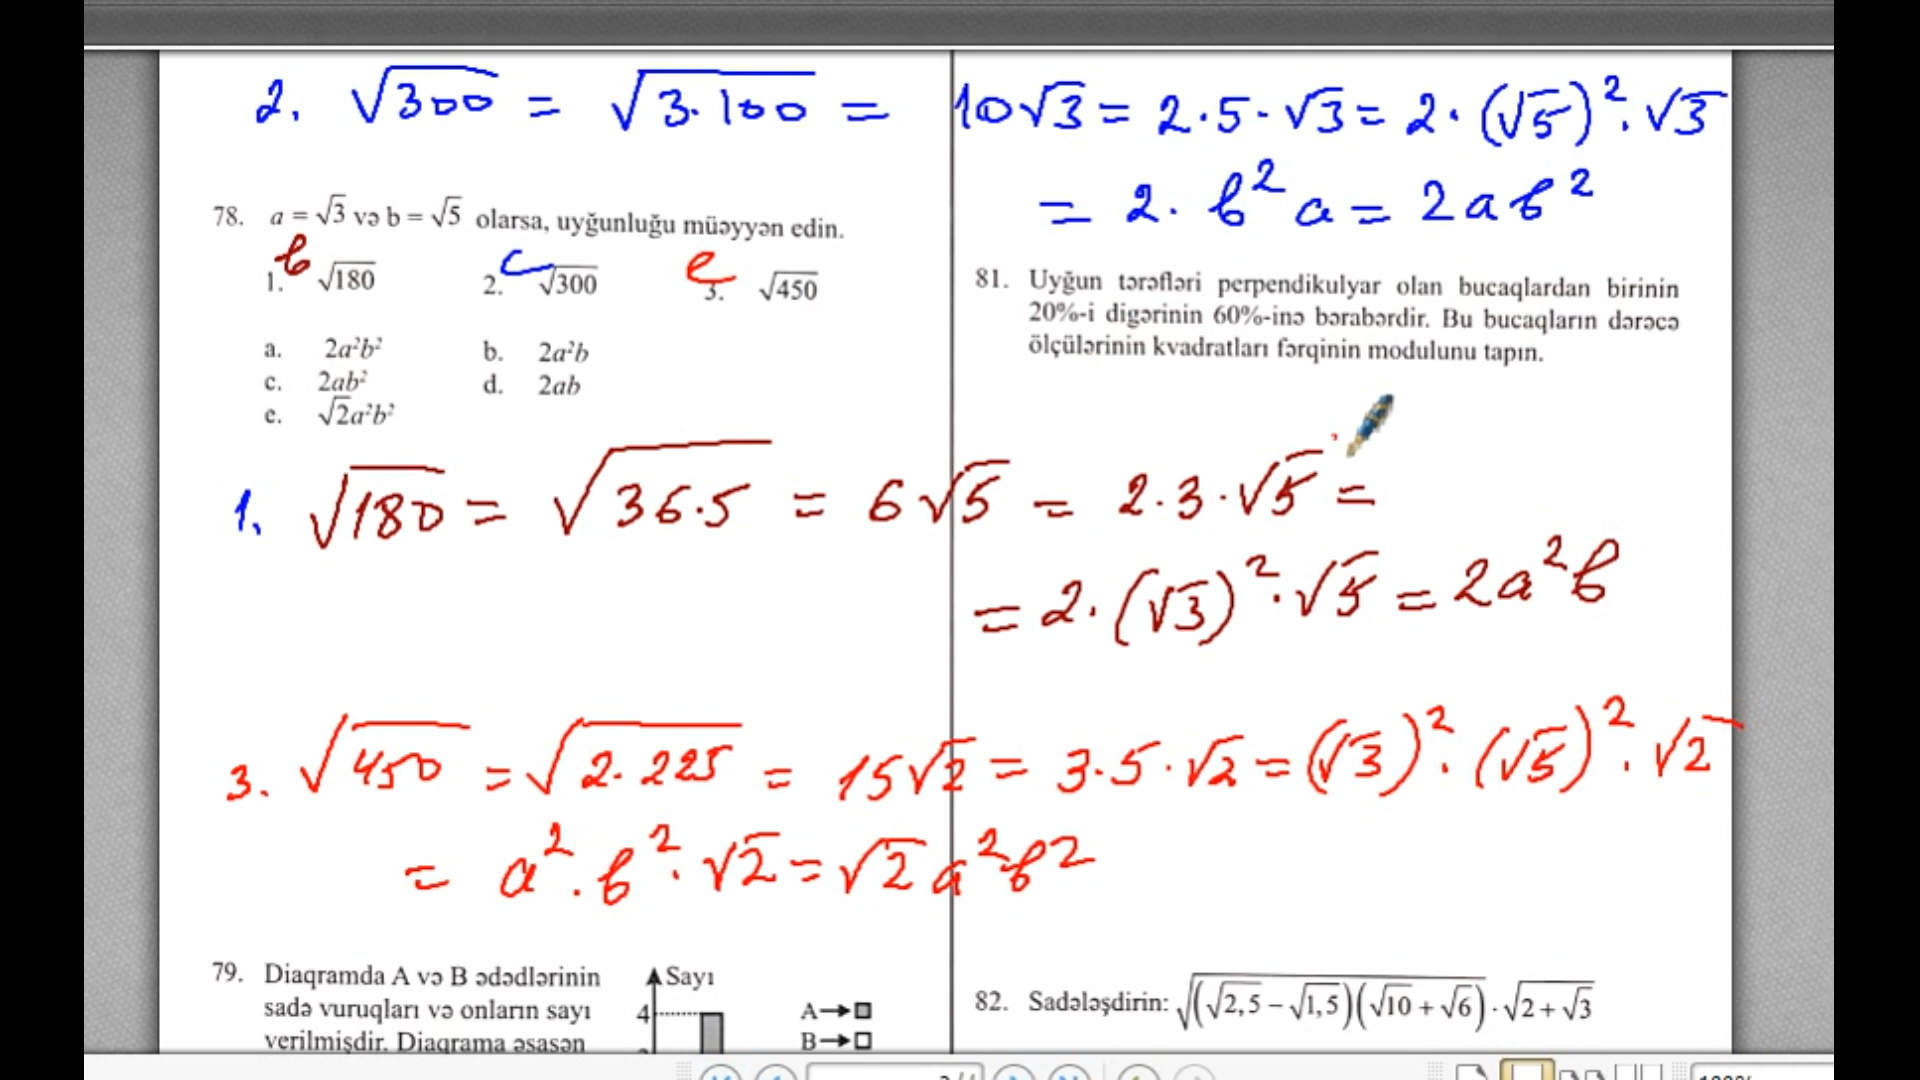 2. √300 = √3·100 = 10√3 = 2·5·√3 = 2·(√5)²·√3
= 2·b²a = 2ab²
78. a = √3 və b = √5 olarsa, uyğunluğu müəyyən edin.
b c e
1. √180 2. √300 3. √450
a. 2a²b² b. 2a²b
c. 2ab² d. 2ab
e. √2a²b²
81. Uyğun tərəfləri perpendikulyar olan bucaqlardan birinin
20%-i digərinin 60%-inə bərabərdir. Bu bucaqların dərəcə
ölçülərinin kvadratları fərqinin modulunu tapın.
1. √180 = √36·5 = 6√5 = 2·3·√5 =
= 2·(√3)²·√5 = 2a²b
3. √450 = √2·225 = 15√2 = 3·5·√2 = (√3)²·(√5)²·√2
= a²·b²·√2 = √2a²b²
79. Diaqramda A və B ədədlərinin
sadə vuruqları və onların sayı
verilmişdir. Diaqrama əsasən
Sayı
4
A→
B→
82. Sadələşdirin: √((√2,5 − √1,5)(√10 + √6)) · √(2 + √3)